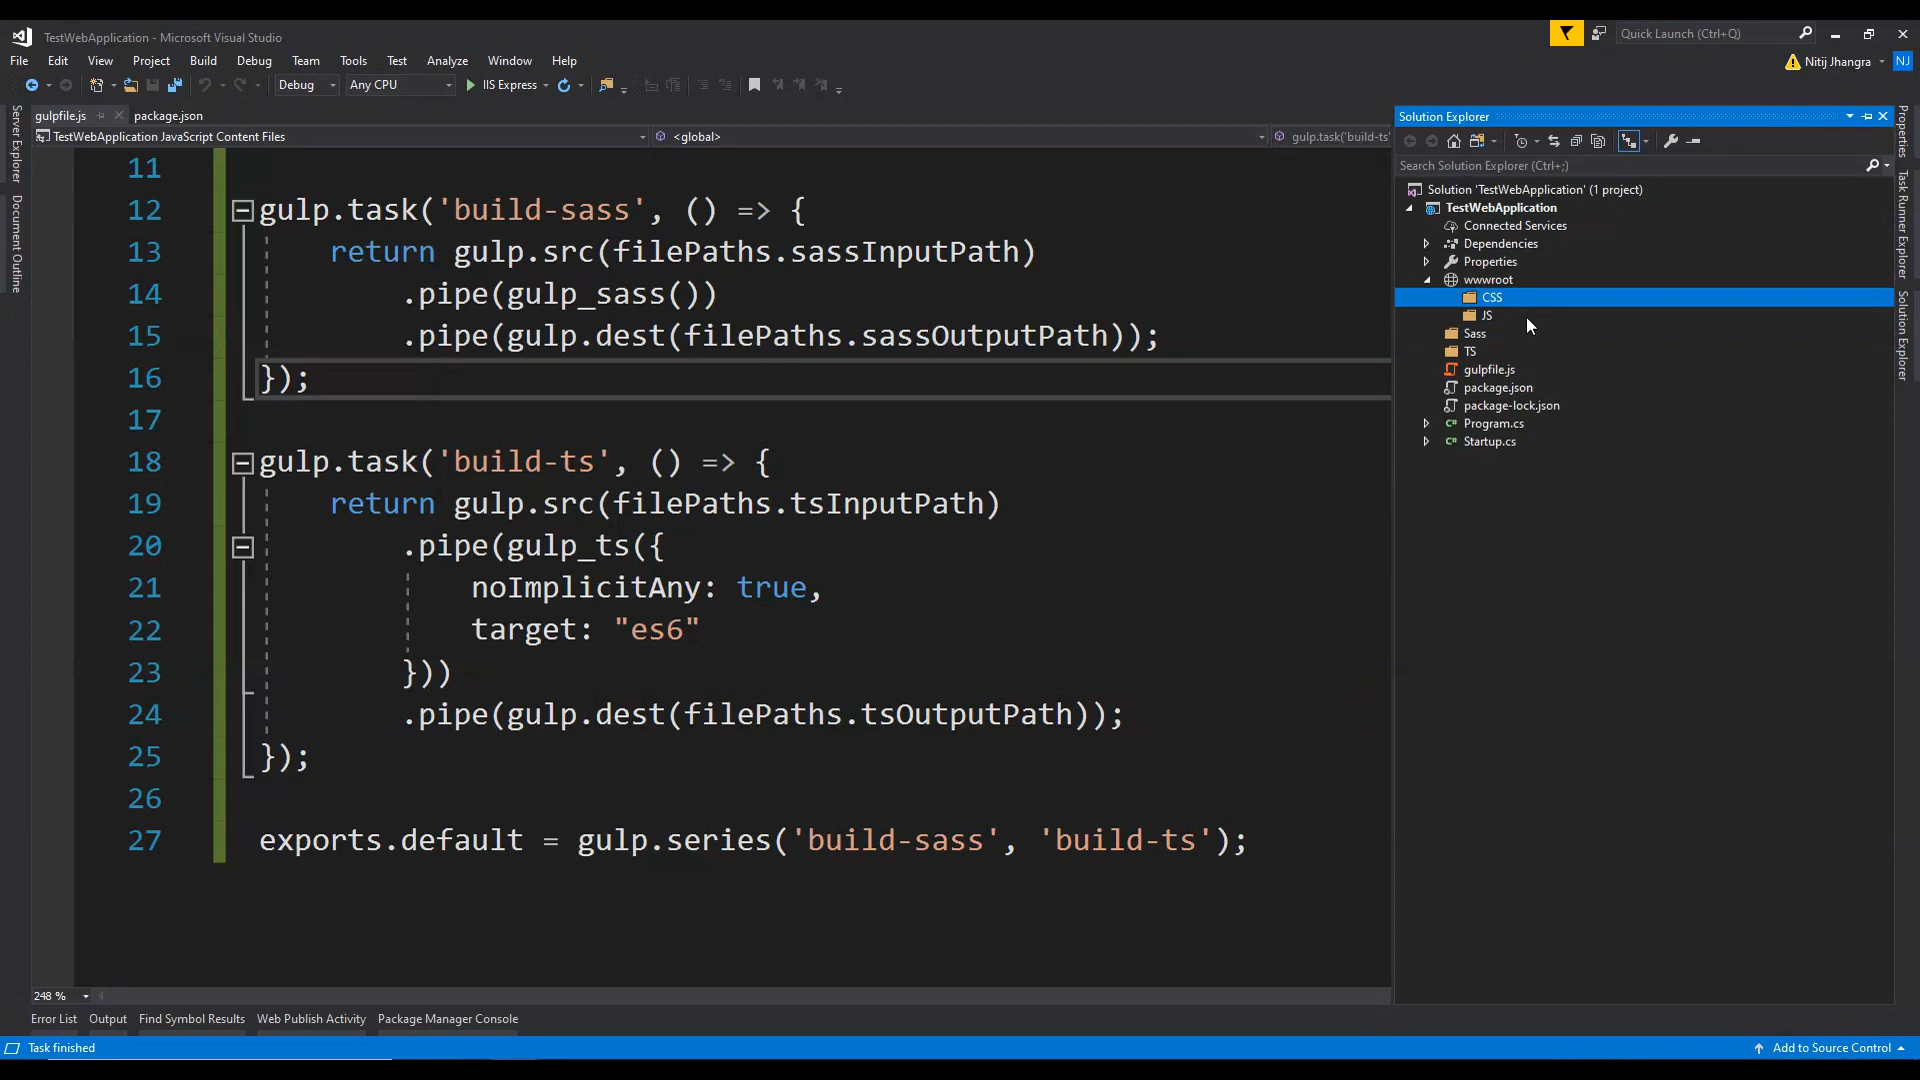 TestWebApplication - Microsoft Visual Studio
Quick Launch (Ctrl+Q)
File Edit View Project Build Debug Team Tools Test Analyze Window Help
Nitij Jhangra NJ
Debug Any CPU IIS Express
gulpfile.js package.json
TestWebApplication JavaScript Content Files <global> gulp.task('build-ts'
11
12 gulp.task('build-sass', () => {
13 return gulp.src(filePaths.sassInputPath)
14 .pipe(gulp_sass())
15 .pipe(gulp.dest(filePaths.sassOutputPath));
16 });
17
18 gulp.task('build-ts', () => {
19 return gulp.src(filePaths.tsInputPath)
20 .pipe(gulp_ts({
21 noImplicitAny: true,
22 target: "es6"
23 }))
24 .pipe(gulp.dest(filePaths.tsOutputPath));
25 });
26
27 exports.default = gulp.series('build-sass', 'build-ts');
248 %
Server Explorer
Document Outline
Solution Explorer
Search Solution Explorer (Ctrl+;)
Solution 'TestWebApplication' (1 project)
TestWebApplication
Connected Services
Dependencies
Properties
wwwroot
CSS
JS
Sass
TS
gulpfile.js
package.json
package-lock.json
C# Program.cs
C# Startup.cs
Properties
Task Runner Explorer
Solution Explorer
Error List Output Find Symbol Results Web Publish Activity Package Manager Console
Task finished
Add to Source Control